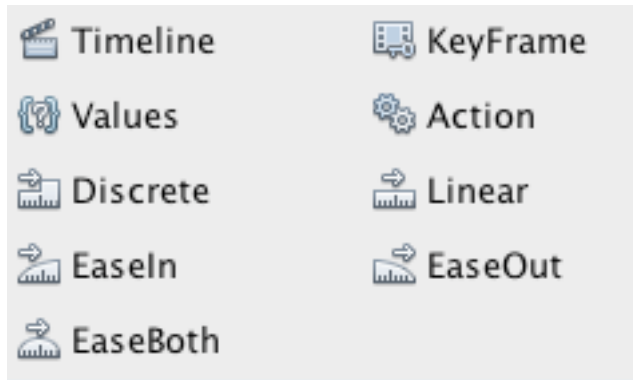 Timeline KeyFrame
Values Action
Discrete Linear
EaseIn EaseOut
EaseBoth